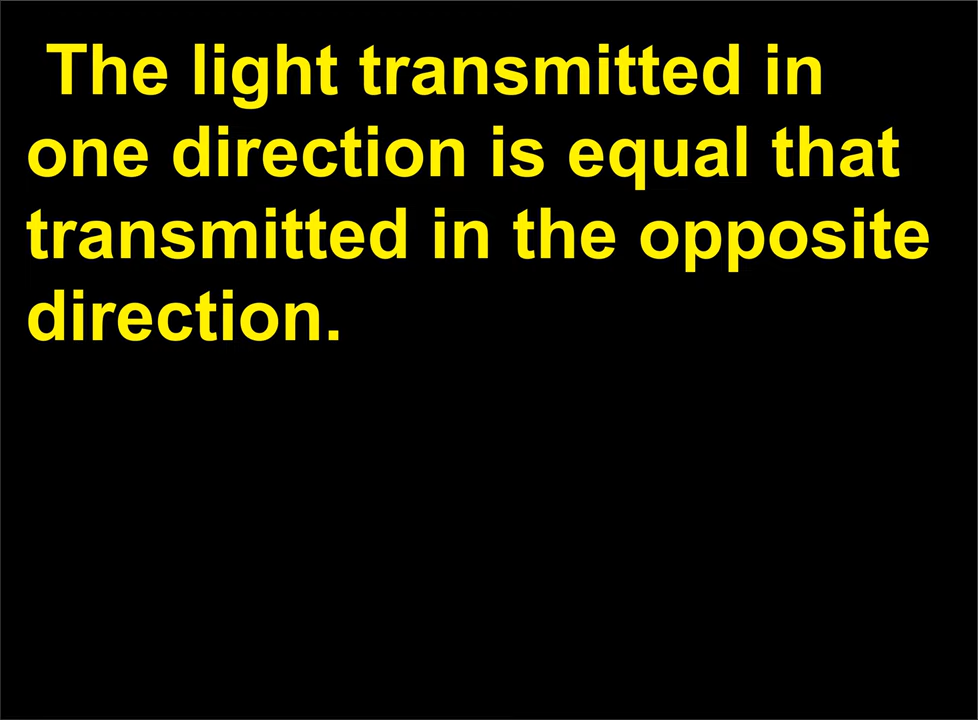 The light transmitted in
one direction is equal that
transmitted in the opposite
direction.